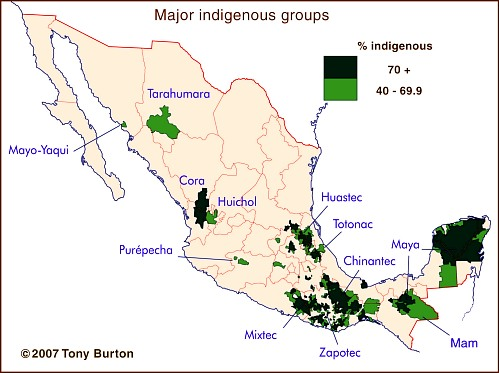 Major indigenous groups
% indigenous
70 +
40 - 69.9
Tarahumara
Mayo-Yaqui
Cora
Huichol
Huastec
Totonac
Purépecha
Chinantec
Maya
Mixtec
Zapotec
Mam
©2007 Tony Burton